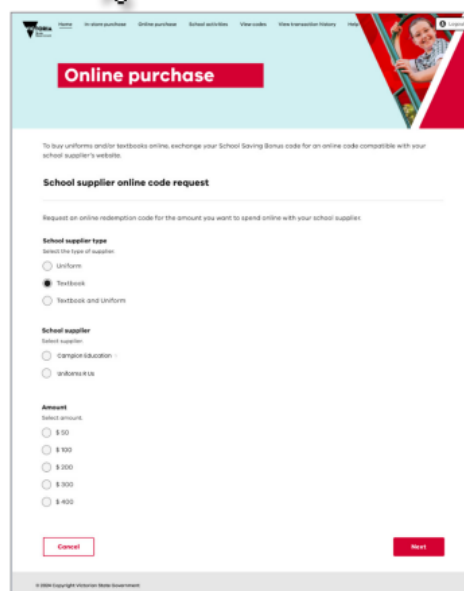 VICTORIA
Home In store purchase Online purchase School activities View codes View transaction history Help Logout
Online purchase
To buy uniforms and/or textbooks online, exchange your School Saving Bonus code for an online code compatible with your
school supplier's website.
School supplier online code request
Request an online redemption code for the amount you want to spend online with your school supplier.
School supplier type
Select the type of supplier.
Uniform
Textbook
Textbook and Uniform
School supplier
Select supplier.
Campion Education
Uniforms R Us
Amount
Select amount.
$ 50
$ 100
$ 200
$ 300
$ 400
Cancel Next
© 2024 Copyright Victorian State Government